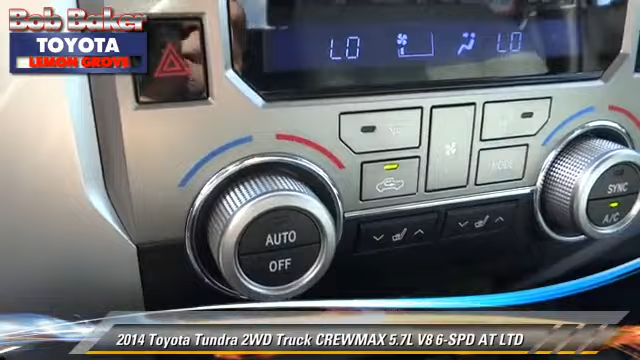 Bob Baker
TOYOTA
LEMON GROVE
LO
LO
MODE
AUTO
OFF
SYNC
A/C
2014 Toyota Tundra 2WD Truck CREWMAX 5.7L V8 6-SPD AT LTD